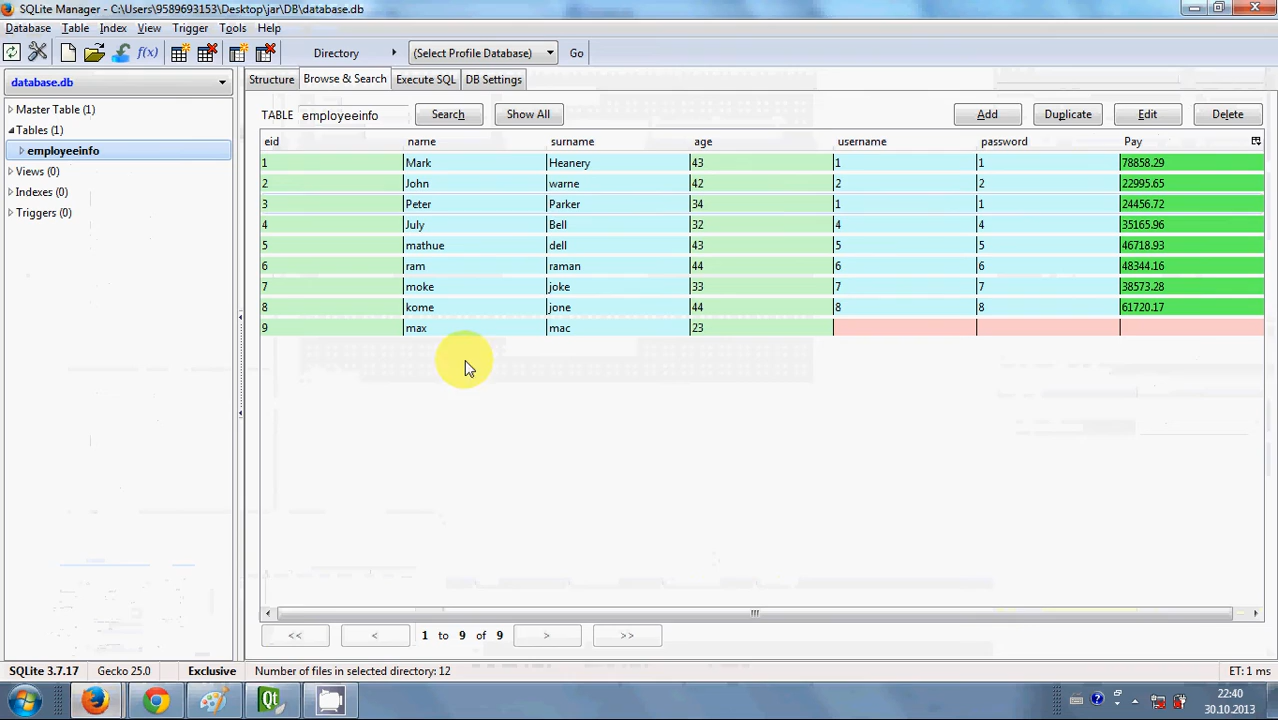 SQLite Manager - C:\Users\9589693153\Desktop\jar\DB\database.db
Database Table Index View Trigger Tools Help
f(x) Directory (Select Profile Database) Go
database.db
Structure Browse & Search Execute SQL DB Settings
Master Table (1)
Tables (1)
employeeinfo
Views (0)
Indexes (0)
Triggers (0)
TABLE employeeinfo Search Show All Add Duplicate Edit Delete
eid name surname age username password Pay
1 Mark Heanery 43 1 1 78858.29
2 John warne 42 2 2 22995.65
3 Peter Parker 34 1 1 24456.72
4 July Bell 32 4 4 35165.96
5 mathue dell 43 5 5 46718.93
6 ram raman 44 6 6 48344.16
7 moke joke 33 7 7 38573.28
8 kome jone 44 8 8 61720.17
9 max mac 23
<< < 1 to 9 of 9 > >>
SQLite 3.7.17 Gecko 25.0 Exclusive Number of files in selected directory: 12 ET: 1 ms
Qt
22:40
30.10.2013